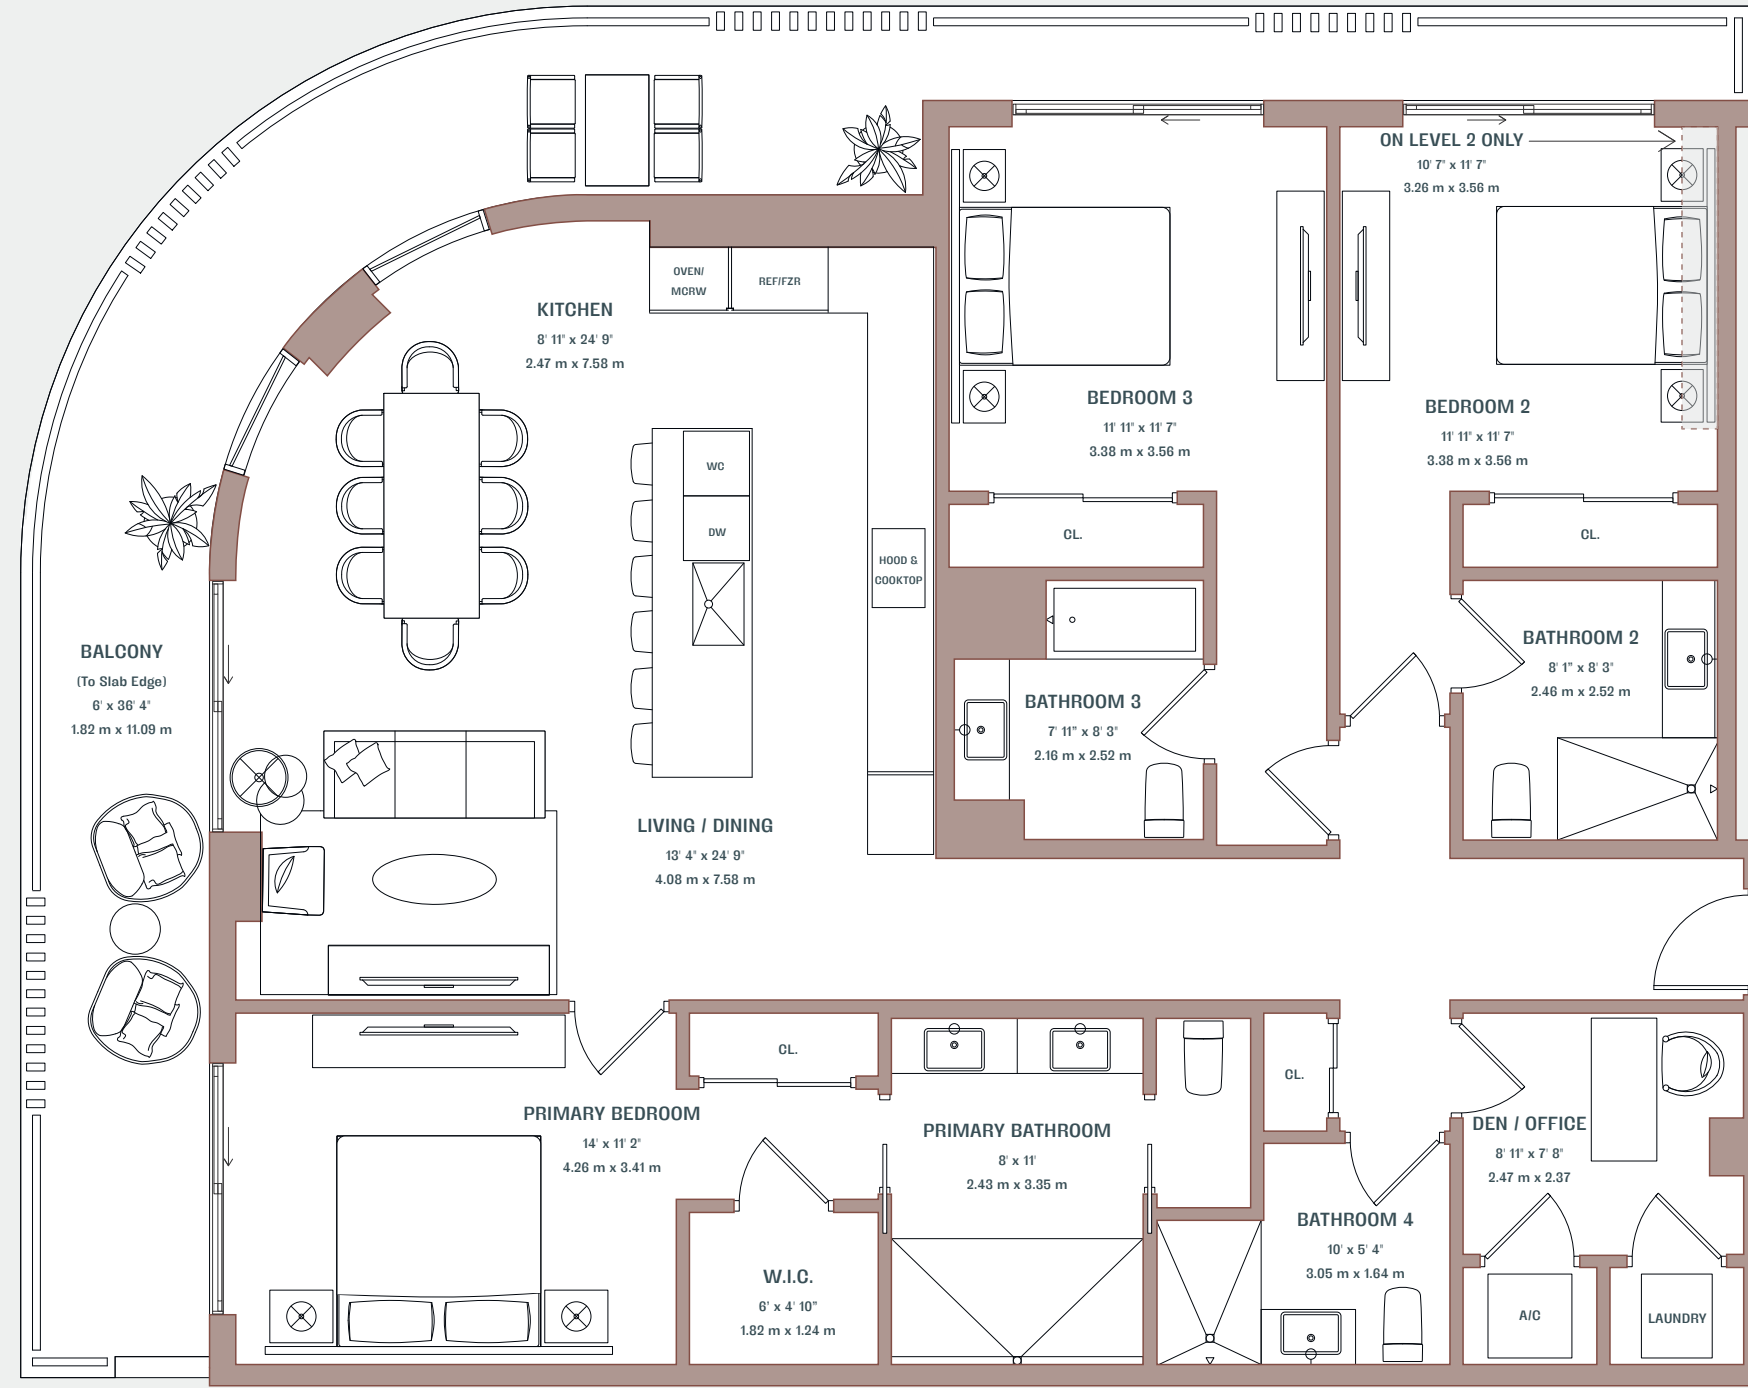 ON LEVEL 2 ONLY
10' 7" x 11' 7"
3.26 m x 3.56 m
OVEN/
MCRW
REF/FZR
KITCHEN
8' 11" x 24' 9"
2.47 m x 7.58 m
BEDROOM 3
11' 11" x 11' 7"
3.38 m x 3.56 m
BEDROOM 2
11' 11" x 11' 7"
3.38 m x 3.56 m
WC
DW
HOOD &
COOKTOP
CL.
CL.
BALCONY
(To Slab Edge)
6' x 36' 4"
1.82 m x 11.09 m
BATHROOM 3
7' 11" x 8' 3"
2.16 m x 2.52 m
BATHROOM 2
8' 1" x 8' 3"
2.46 m x 2.52 m
LIVING / DINING
13' 4" x 24' 9"
4.08 m x 7.58 m
CL.
CL.
PRIMARY BEDROOM
14' x 11' 2"
4.26 m x 3.41 m
PRIMARY BATHROOM
8' x 11'
2.43 m x 3.35 m
DEN / OFFICE
8' 11" x 7' 8"
2.47 m x 2.37
BATHROOM 4
10' x 5' 4"
3.05 m x 1.64 m
W.I.C.
6' x 4' 10"
1.82 m x 1.24 m
A/C
LAUNDRY